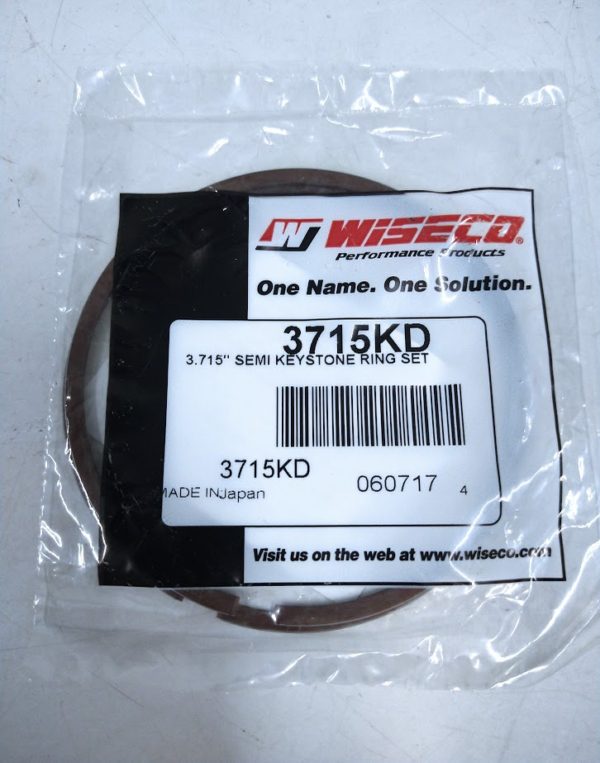 W WISECO®
Performance Products
One Name. One Solution.
3715KD
3.715" SEMI KEYSTONE RING SET
3715KD
MADE INJapan
060717 4
Visit us on the web at www.wiseco.com